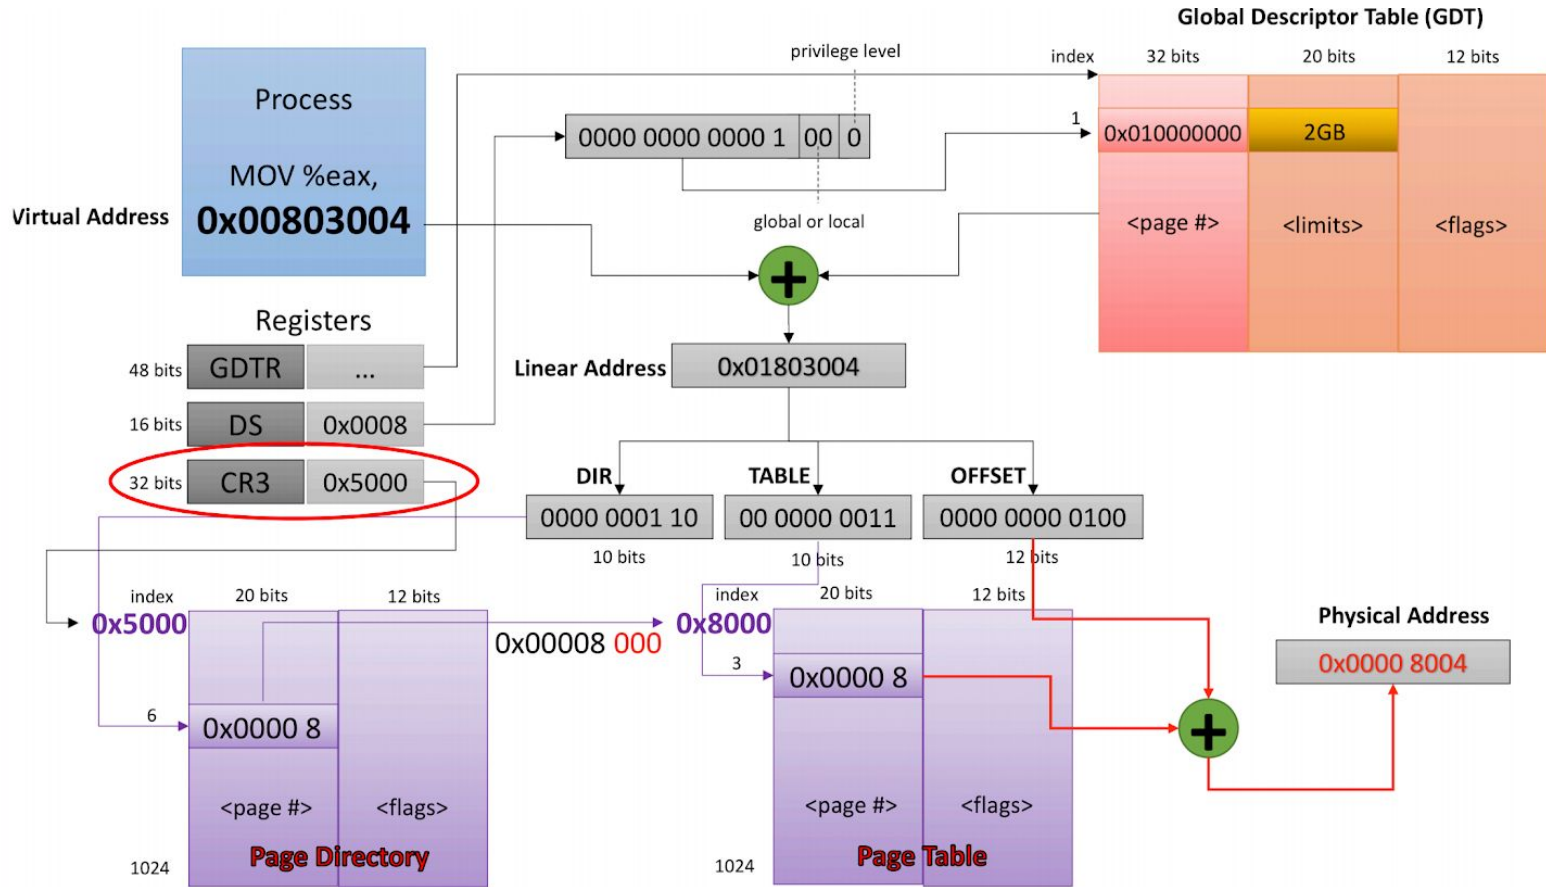 Global Descriptor Table (GDT)
privilege level
index
32 bits
20 bits
12 bits
Process
MOV %eax,
Virtual Address
0x00803004
0000 0000 0000 1
00
0
1
0x010000000
2GB
global or local
<page #>
<limits>
<flags>
+
Registers
48 bits
GDTR
...
16 bits
DS
0x0008
32 bits
CR3
0x5000
Linear Address
0x01803004
DIR
TABLE
OFFSET
0000 0001 10
00 0000 0011
0000 0000 0100
10 bits
10 bits
12 bits
index
20 bits
12 bits
0x5000
0x00008 000
index
20 bits
12 bits
0x8000
6
0x0000 8
3
0x0000 8
<page #>
<flags>
Page Directory
1024
<page #>
<flags>
Page Table
1024
+
Physical Address
0x0000 8004